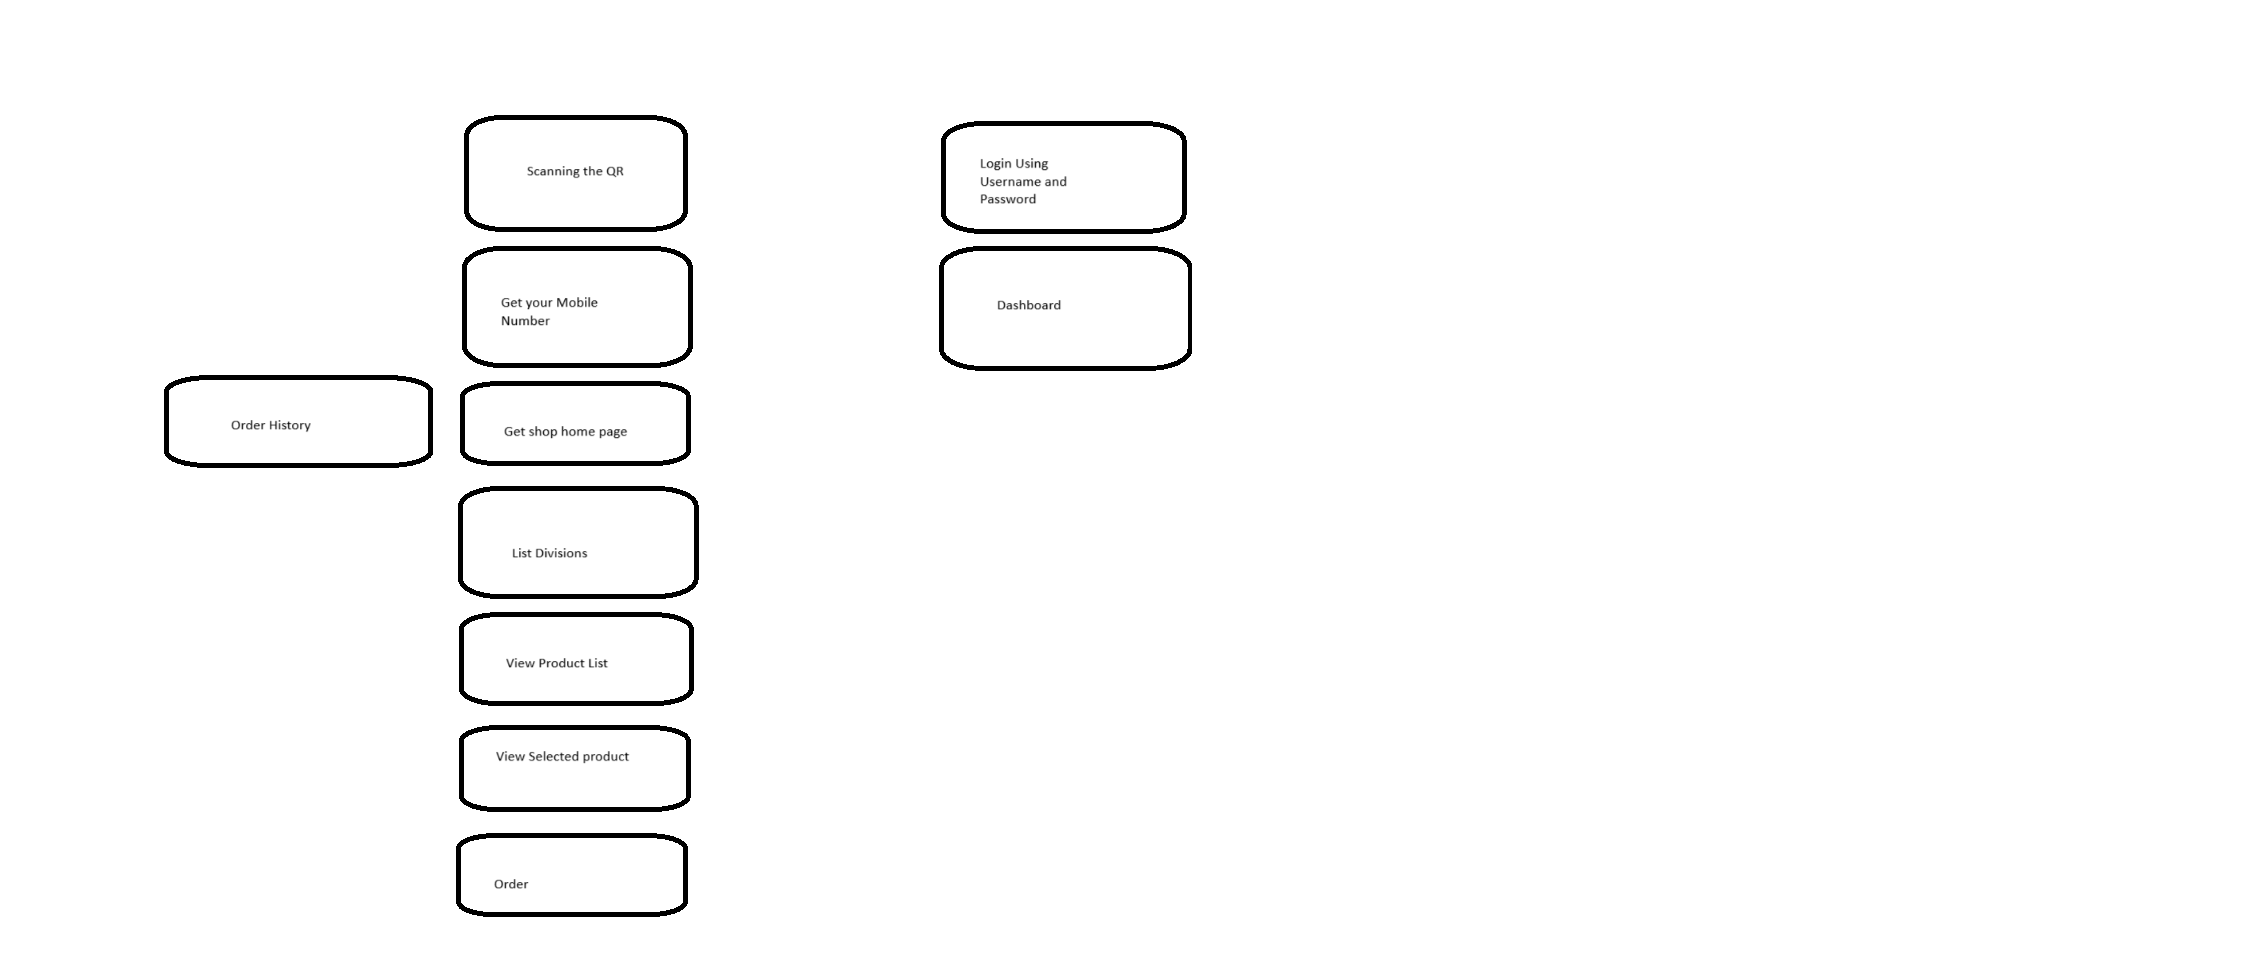 Scanning the QR
Get your Mobile
Number
Order History
Get shop home page
List Divisions
View Product List
View Selected product
Order
Login Using
Username and
Password
Dashboard